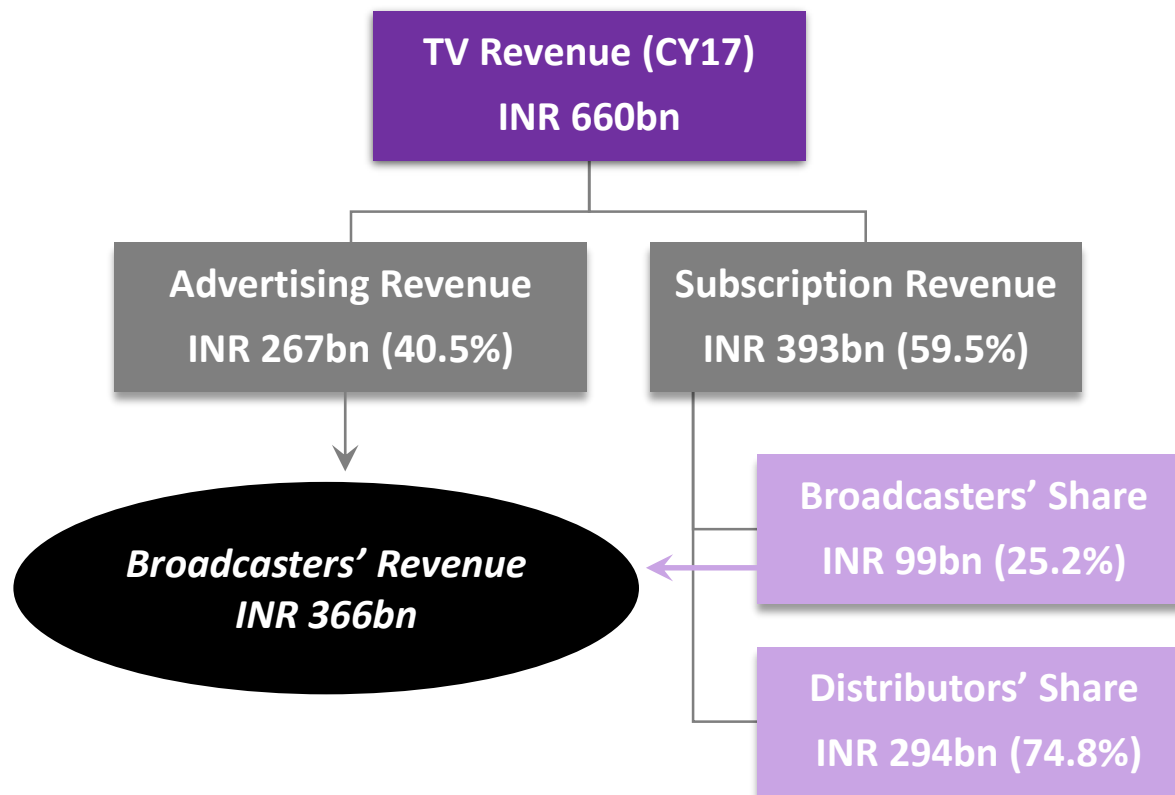 TV Revenue (CY17)
INR 660bn
Advertising Revenue
INR 267bn (40.5%)
Subscription Revenue
INR 393bn (59.5%)
Broadcasters’ Share
INR 99bn (25.2%)
Broadcasters’ Revenue
INR 366bn
Distributors’ Share
INR 294bn (74.8%)